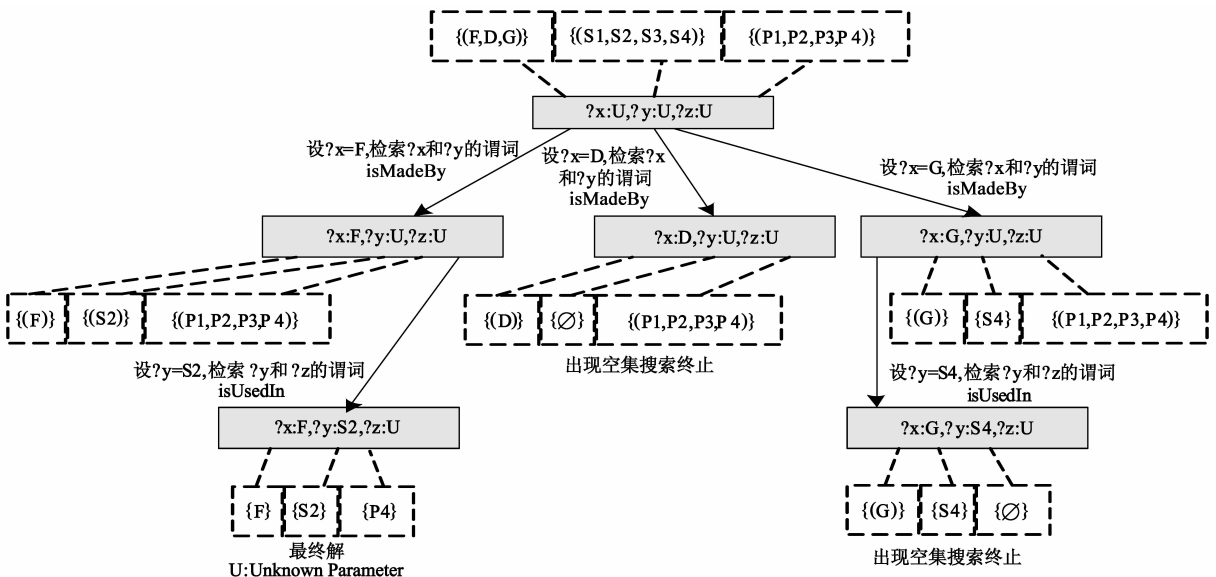 {(F,D,G)} {(S1,S2,S3,S4)} {(P1,P2,P3,P 4)}
?x:U,?y:U,?z:U
设?x=F,检索?x和?y的谓词
isMadeBy
设?x=D,检索?x
和?y的谓词
isMadeBy
设?x=G,检索?x和?y的谓词
isMadeBy
?x:F,?y:U,?z:U
?x:D,?y:U,?z:U
?x:G,?y:U,?z:U
{(F)} {(S2)} {(P1,P2,P3,P 4)}
{(D)} {∅} {(P1,P2,P3,P 4)}
出现空集搜索终止
{(G)} {S4} {(P1,P2,P3,P4)}
设?y=S2,检索 ?y和 ?z的谓词
isUsedIn
设?y=S4,检索?y和?z的谓词
isUsedIn
?x:F,?y:S2,?z:U
?x:G,?y:S4,?z:U
{F} {S2} {P4}
最终解
U:Unknown Parameter
{(G)} {S4} {∅}
出现空集搜索终止